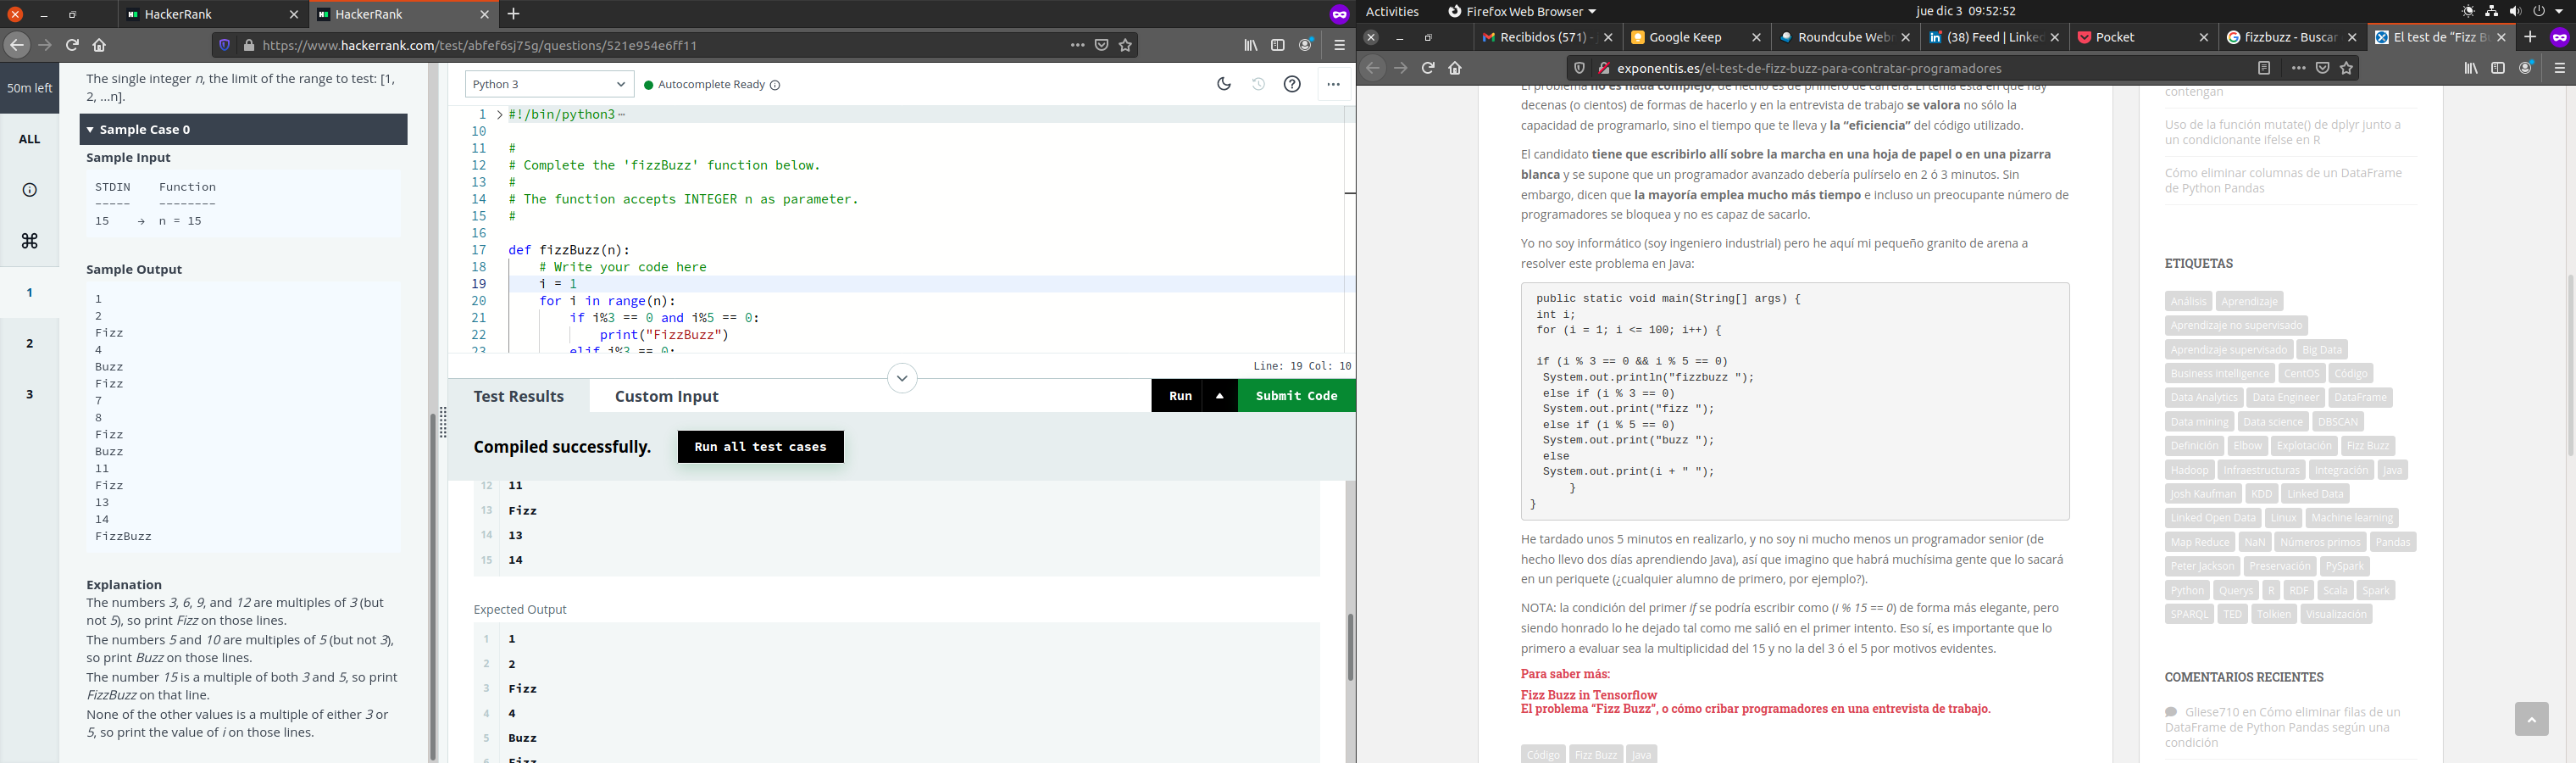 HackerRank
HackerRank
https://www.hackerrank.com/test/abfef6sj75g/questions/521e954e6ff11
50m left
ALL
1
2
3
The single integer n, the limit of the range to test: [1,
2, ...n].
Sample Case 0
Sample Input
STDIN Function
----- --------
15 → n = 15
Sample Output
1
2
Fizz
4
Buzz
Fizz
7
8
Fizz
Buzz
11
Fizz
13
14
FizzBuzz
Explanation
The numbers 3, 6, 9, and 12 are multiples of 3 (but
not 5), so print Fizz on those lines.
The numbers 5 and 10 are multiples of 5 (but not 3),
so print Buzz on those lines.
The number 15 is a multiple of both 3 and 5, so print
FizzBuzz on that line.
None of the other values is a multiple of either 3 or
5, so print the value of i on those lines.
Python 3
Autocomplete Ready
1 #!/bin/python3
10
11 #
12 # Complete the 'fizzBuzz' function below.
13 #
14 # The function accepts INTEGER n as parameter.
15 #
16
17 def fizzBuzz(n):
18 # Write your code here
19 i = 1
20 for i in range(n):
21 if i%3 == 0 and i%5 == 0:
22 print("FizzBuzz")
23 elif i%3 == 0:
Line: 19 Col: 10
Test Results
Custom Input
Run
Submit Code
Compiled successfully.
Run all test cases
12 11
13 Fizz
14 13
15 14
Expected Output
1 1
2 2
3 Fizz
4 4
5 Buzz
6 Fizz
Activities
Firefox Web Browser
jue dic 3 09:52:52
Recibidos (571) -
Google Keep
Roundcube Web
(38) Feed | Linke
Pocket
fizzbuzz - Buscar
El test de "Fizz B
exponentis.es/el-test-de-fizz-buzz-para-contratar-programadores
El problema no es nada complejo, de hecho es de primero de carrera. El tema está en que hay
decenas (o cientos) de formas de hacerlo y en la entrevista de trabajo se valora no sólo la
capacidad de programarlo, sino el tiempo que te lleva y la “eficiencia” del código utilizado.
El candidato tiene que escribirlo allí sobre la marcha en una hoja de papel o en una pizarra
blanca y se supone que un programador avanzado debería pulírselo en 2 ó 3 minutos. Sin
embargo, dicen que la mayoría emplea mucho más tiempo e incluso un preocupante número de
programadores se bloquea y no es capaz de sacarlo.
Yo no soy informático (soy ingeniero industrial) pero he aquí mi pequeño granito de arena a
resolver este problema en Java:
public static void main(String[] args) {
int i;
for (i = 1; i <= 100; i++) {
if (i % 3 == 0 && i % 5 == 0)
System.out.println("fizzbuzz ");
else if (i % 3 == 0)
System.out.print("fizz ");
else if (i % 5 == 0)
System.out.print("buzz ");
else
System.out.print(i + " ");
}
}
He tardado unos 5 minutos en realizarlo, y no soy ni mucho menos un programador senior (de
hecho llevo dos días aprendiendo Java), así que imagino que habrá muchísima gente que lo sacará
en un periquete (¿cualquier alumno de primero, por ejemplo?).
NOTA: la condición del primer if se podría escribir como (i % 15 == 0) de forma más elegante, pero
siendo honrado lo he dejado tal como me salió en el primer intento. Eso sí, es importante que lo
primero a evaluar sea la multiplicidad del 15 y no la del 3 ó el 5 por motivos evidentes.
Para saber más:
Fizz Buzz in Tensorflow
El problema “Fizz Buzz”, o cómo cribar programadores en una entrevista de trabajo.
Código Fizz Buzz Java
contengan
Uso de la función mutate() de dplyr junto a
un condicionante ifelse en R
Cómo eliminar columnas de un DataFrame
de Python Pandas
ETIQUETAS
Análisis Aprendizaje
Aprendizaje no supervisado
Aprendizaje supervisado Big Data
Business intelligence CentOS Código
Data Analytics Data Engineer DataFrame
Data mining Data science DBSCAN
Definición Elbow Explotación Fizz Buzz
Hadoop Infraestructuras Integración Java
Josh Kaufman KDD Linked Data
Linked Open Data Linux Machine learning
Map Reduce NaN Números primos Pandas
Peter Jackson Preservación PySpark
Python Querys R RDF Scala Spark
SPARQL TED Tolkien Visualización
COMENTARIOS RECIENTES
Gliese710 en Cómo eliminar filas de un
DataFrame de Python Pandas según una
condición